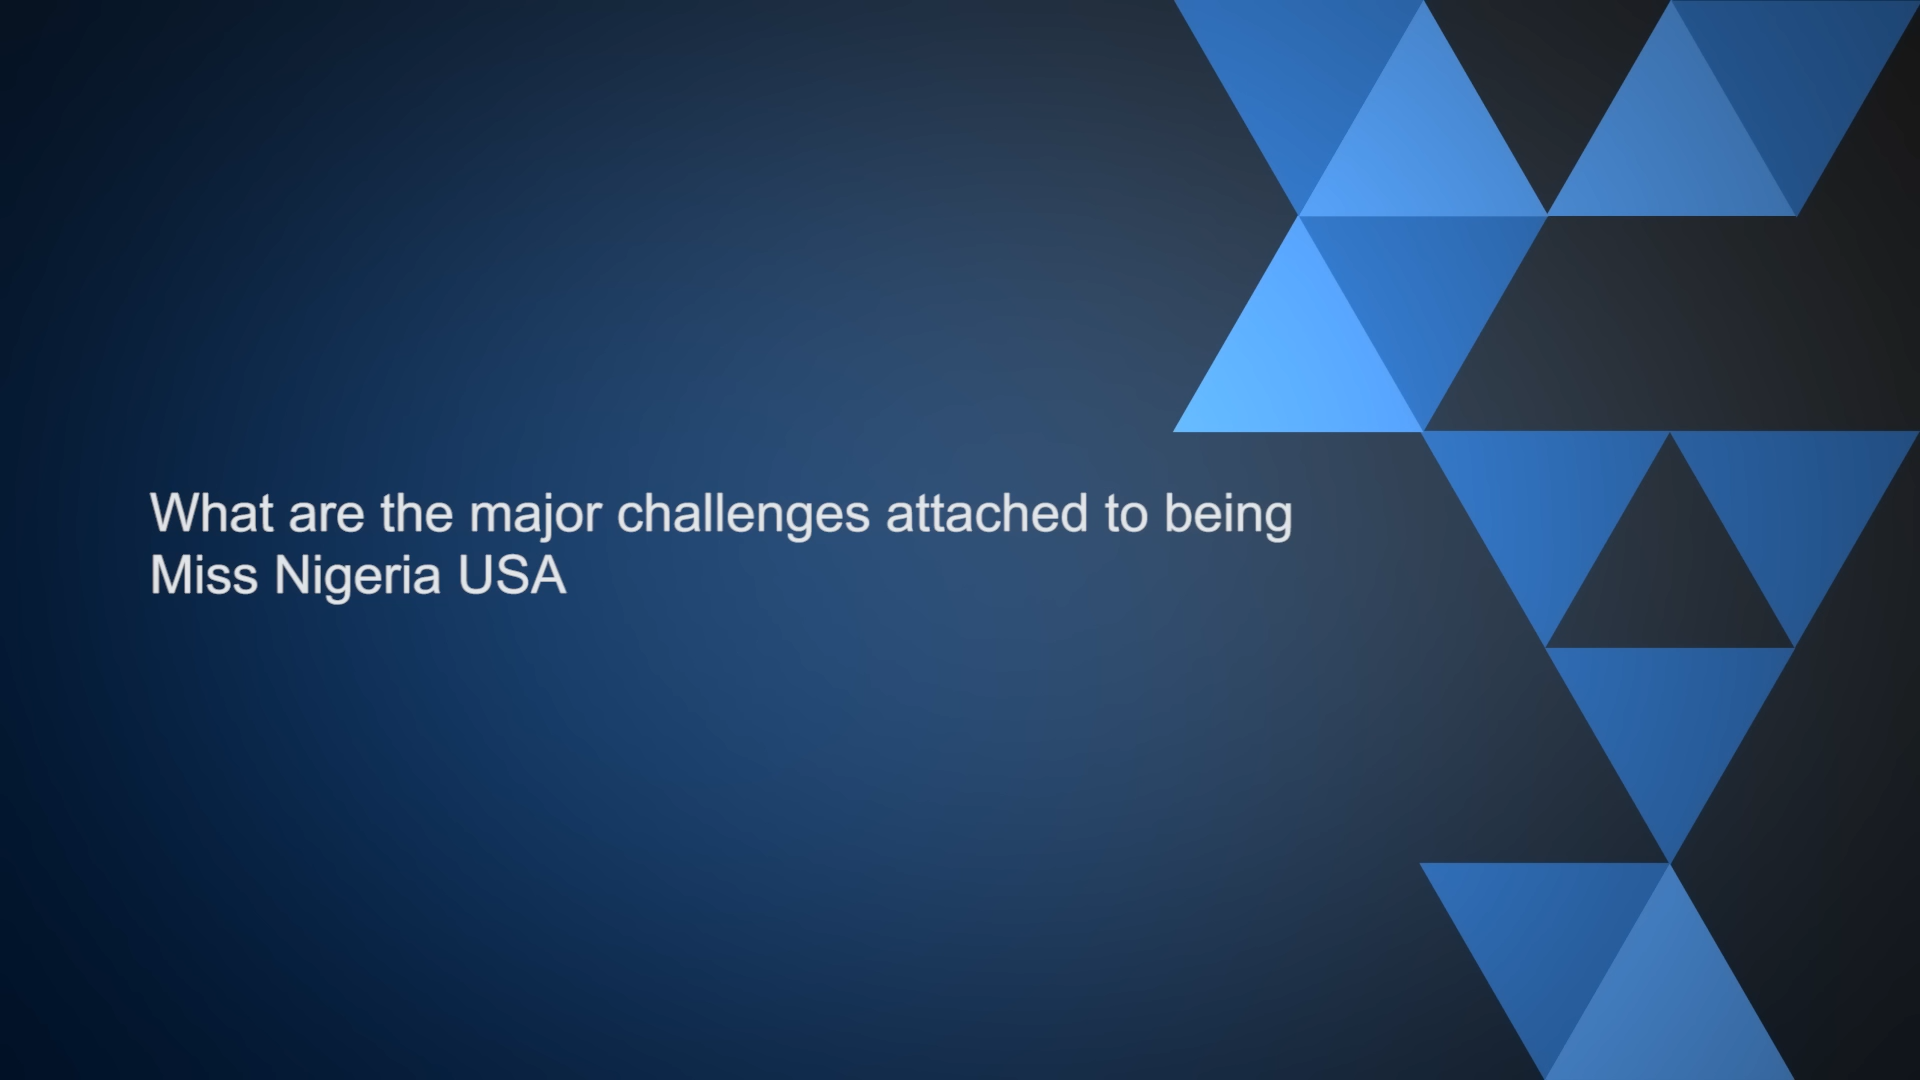 What are the major challenges attached to being
Miss Nigeria USA